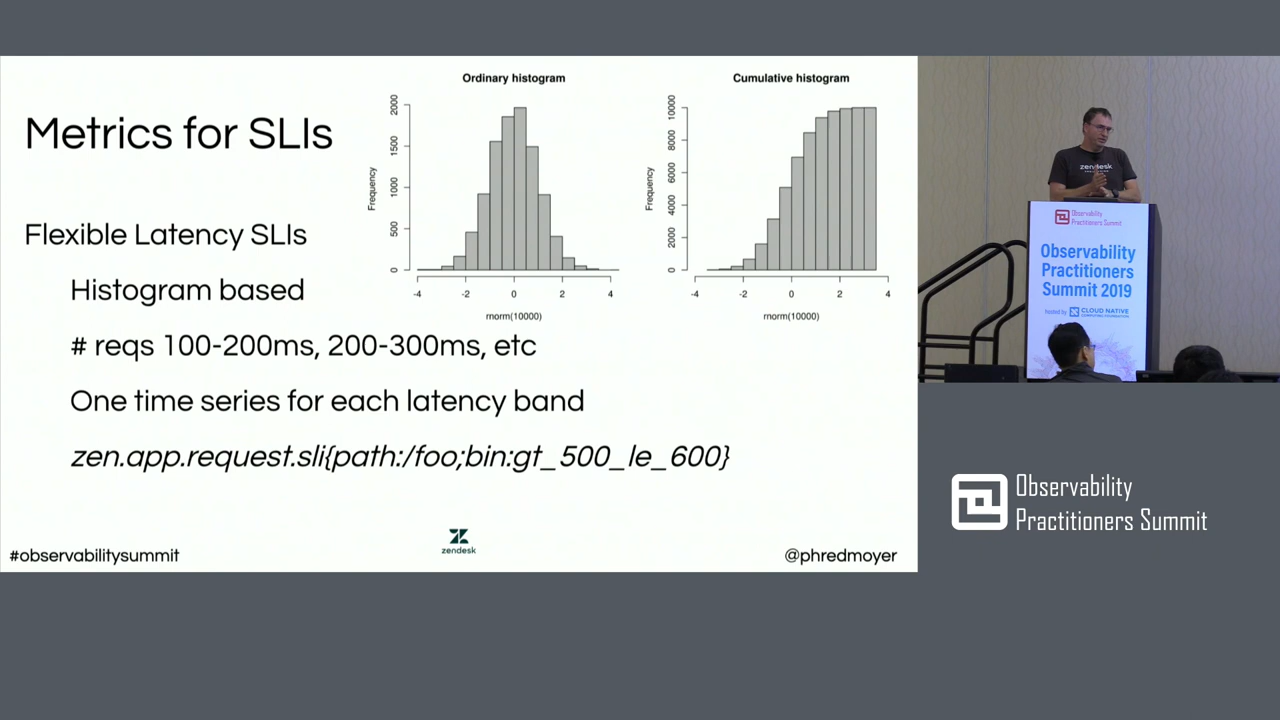 Metrics for SLIs
Flexible Latency SLIs
Histogram based
# reqs 100-200ms, 200-300ms, etc
One time series for each latency band
zen.app.request.sli{path:/foo;bin:gt_500_le_600}
Ordinary histogram
Frequency
2000
1500
1000
500
0
-4 -2 0 2 4
rnorm(10000)
Cumulative histogram
Frequency
10000
8000
6000
4000
2000
0
-4 -2 0 2 4
rnorm(10000)
zendesk
#observabilitysummit
@phredmoyer
zendesk
Observability
Practitioners Summit
Observability
Practitioners
Summit 2019
hosted by CLOUD NATIVE
COMPUTING FOUNDATION
Observability
Practitioners Summit